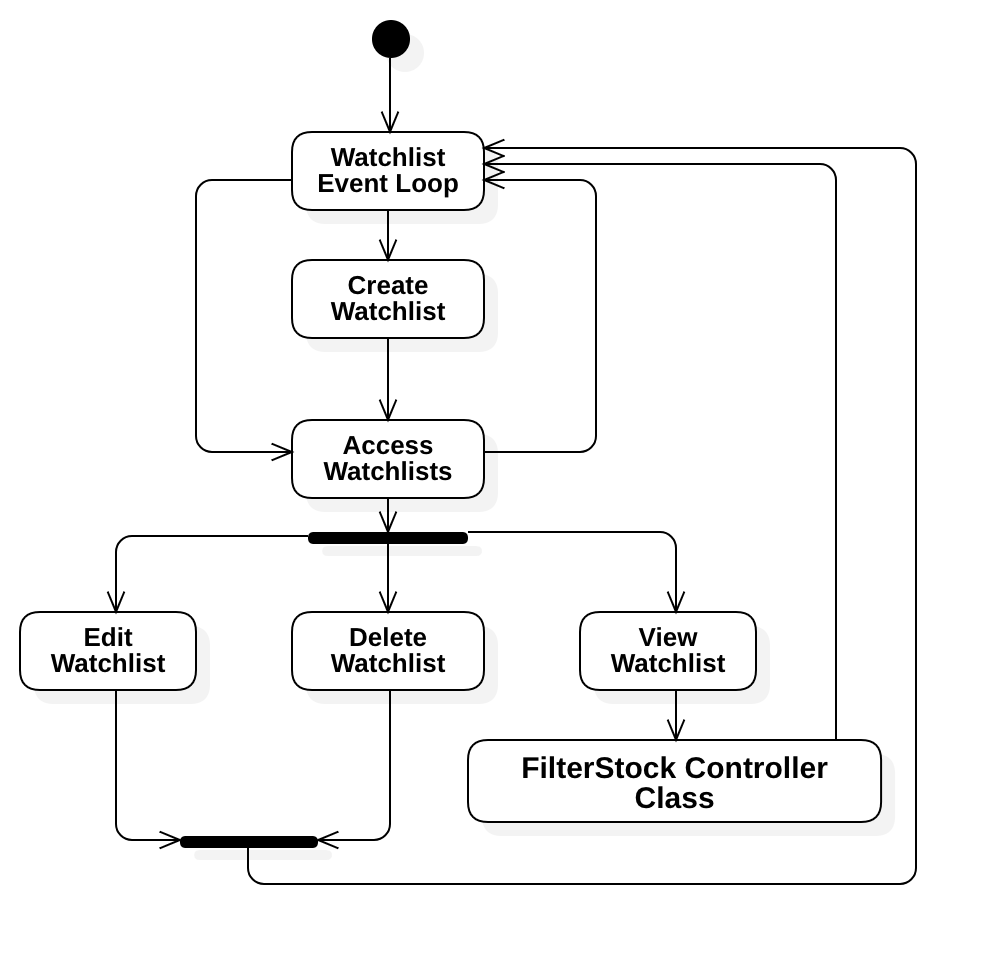 Watchlist
Event Loop
Create
Watchlist
Access
Watchlists
Edit
Watchlist
Delete
Watchlist
View
Watchlist
FilterStock Controller
Class